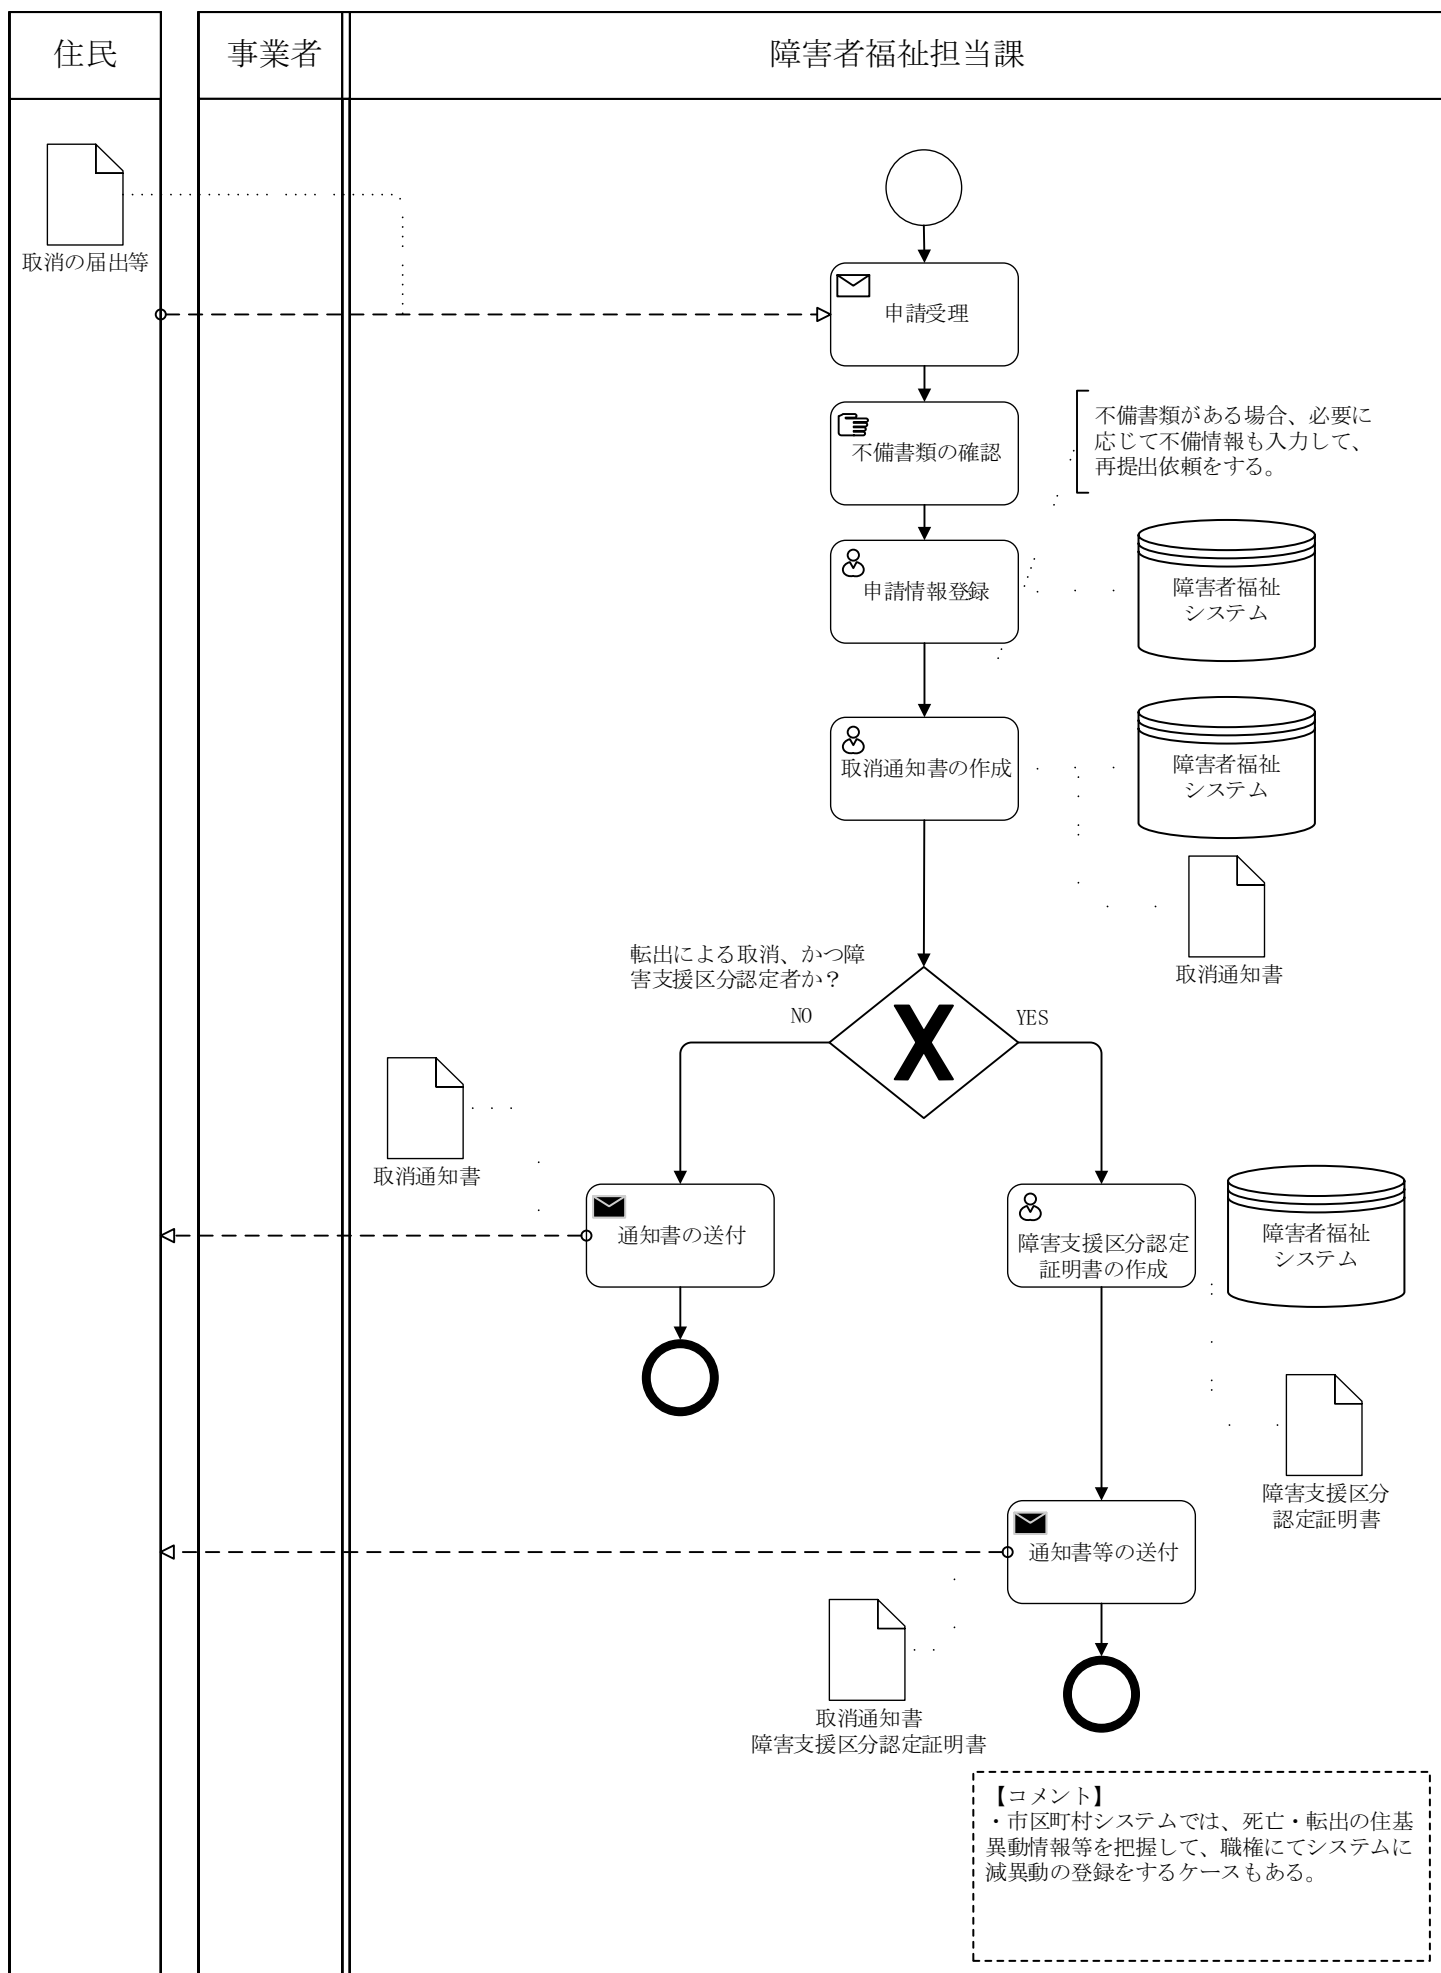 住民
事業者
障害者福祉担当課
取消の届出等
申請受理
不備書類の確認
不備書類がある場合、必要に
応じて不備情報も入力して、
再提出依頼をする。
申請情報登録
障害者福祉
システム
取消通知書の作成
障害者福祉
システム
取消通知書
転出による取消、かつ障
害支援区分認定者か？
NO
YES
取消通知書
通知書の送付
障害支援区分認定
証明書の作成
障害者福祉
システム
障害支援区分
認定証明書
通知書等の送付
取消通知書
障害支援区分認定証明書
【コメント】
・市区町村システムでは、死亡・転出の住基
異動情報等を把握して、職権にてシステムに
減異動の登録をするケースもある。